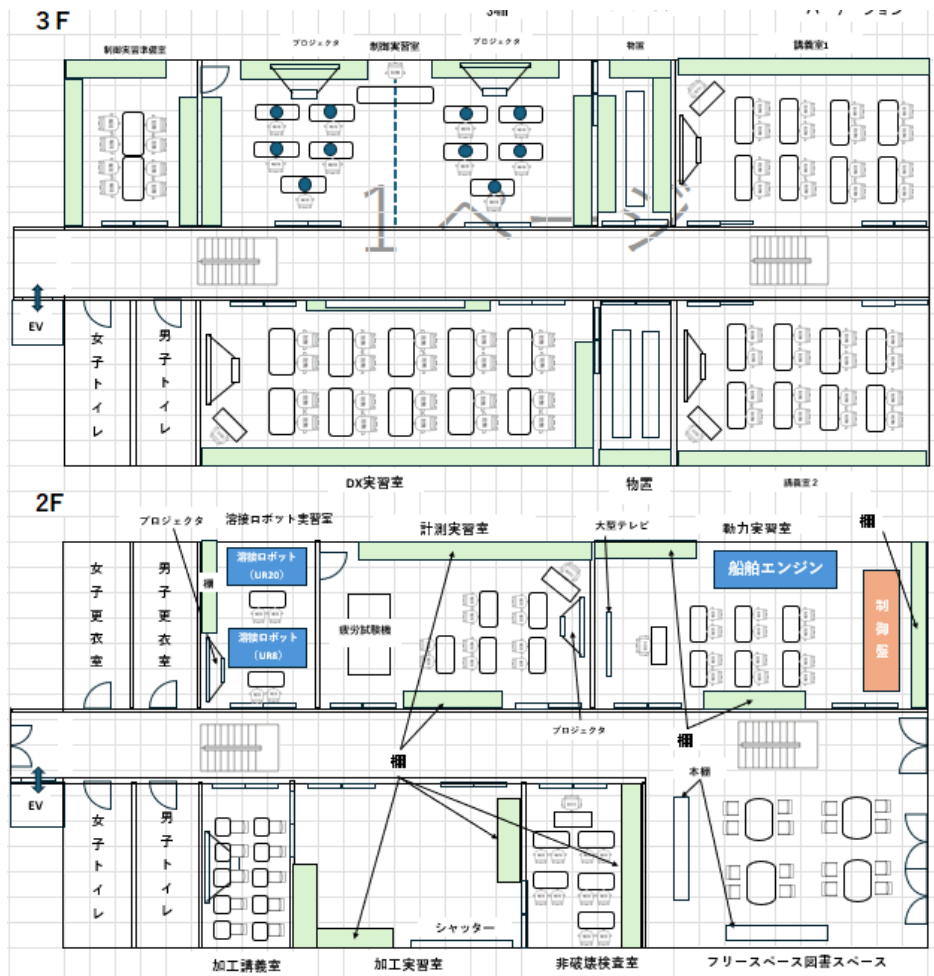 3F
制御実習準備室
プロジェクタ
制御実習室
プロジェクタ
物置
講義室1
1 ページ
EV
女子トイレ
男子トイレ
DX実習室
物置
講義室2
2F
プロジェクタ
溶接ロボット実習室
計測実習室
大型テレビ
動力実習室
棚
女子更衣室
男子更衣室
棚
溶接ロボット
(UR20)
溶接ロボット
(UR8)
疲労試験機
船舶エンジン
制御盤
プロジェクタ
棚
棚
本棚
EV
女子トイレ
男子トイレ
シャッター
加工講義室
加工実習室
非破壊検査室
フリースペース図書スペース